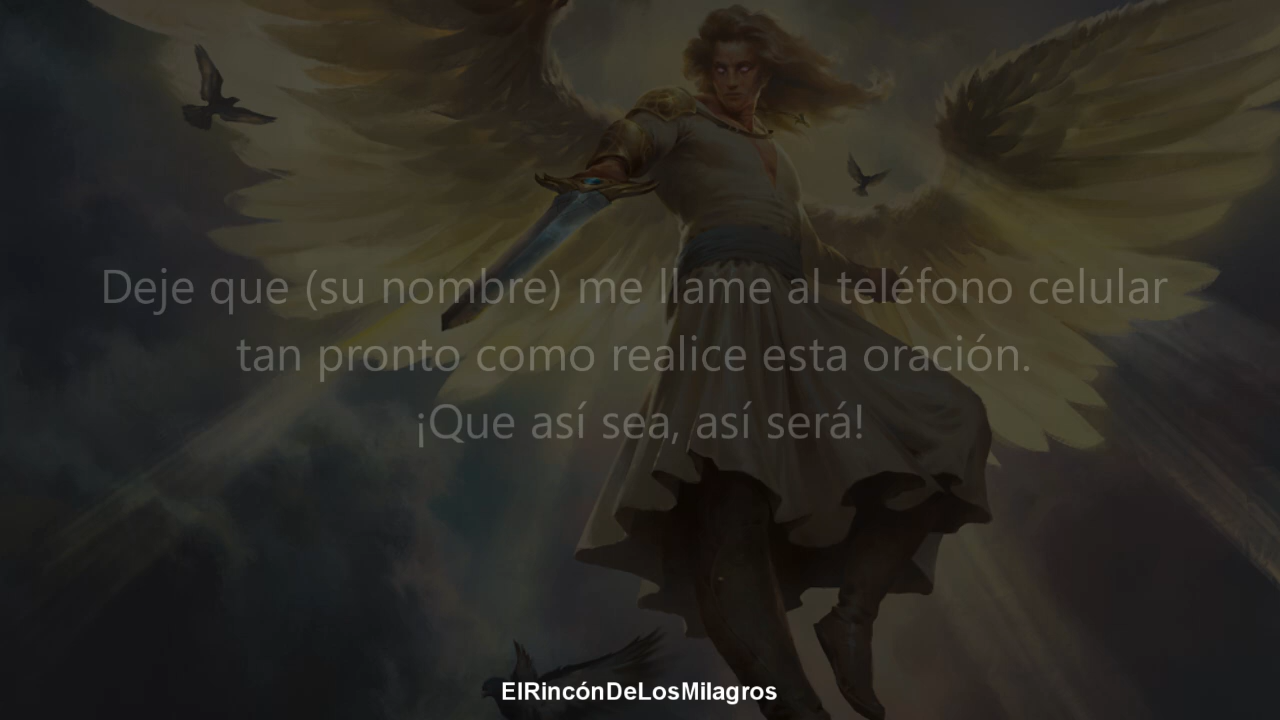 Deje que (su nombre) me llame al teléfono celular
tan pronto como realice esta oración.
¡Que así sea, así será!
ElRincónDeLosMilagros